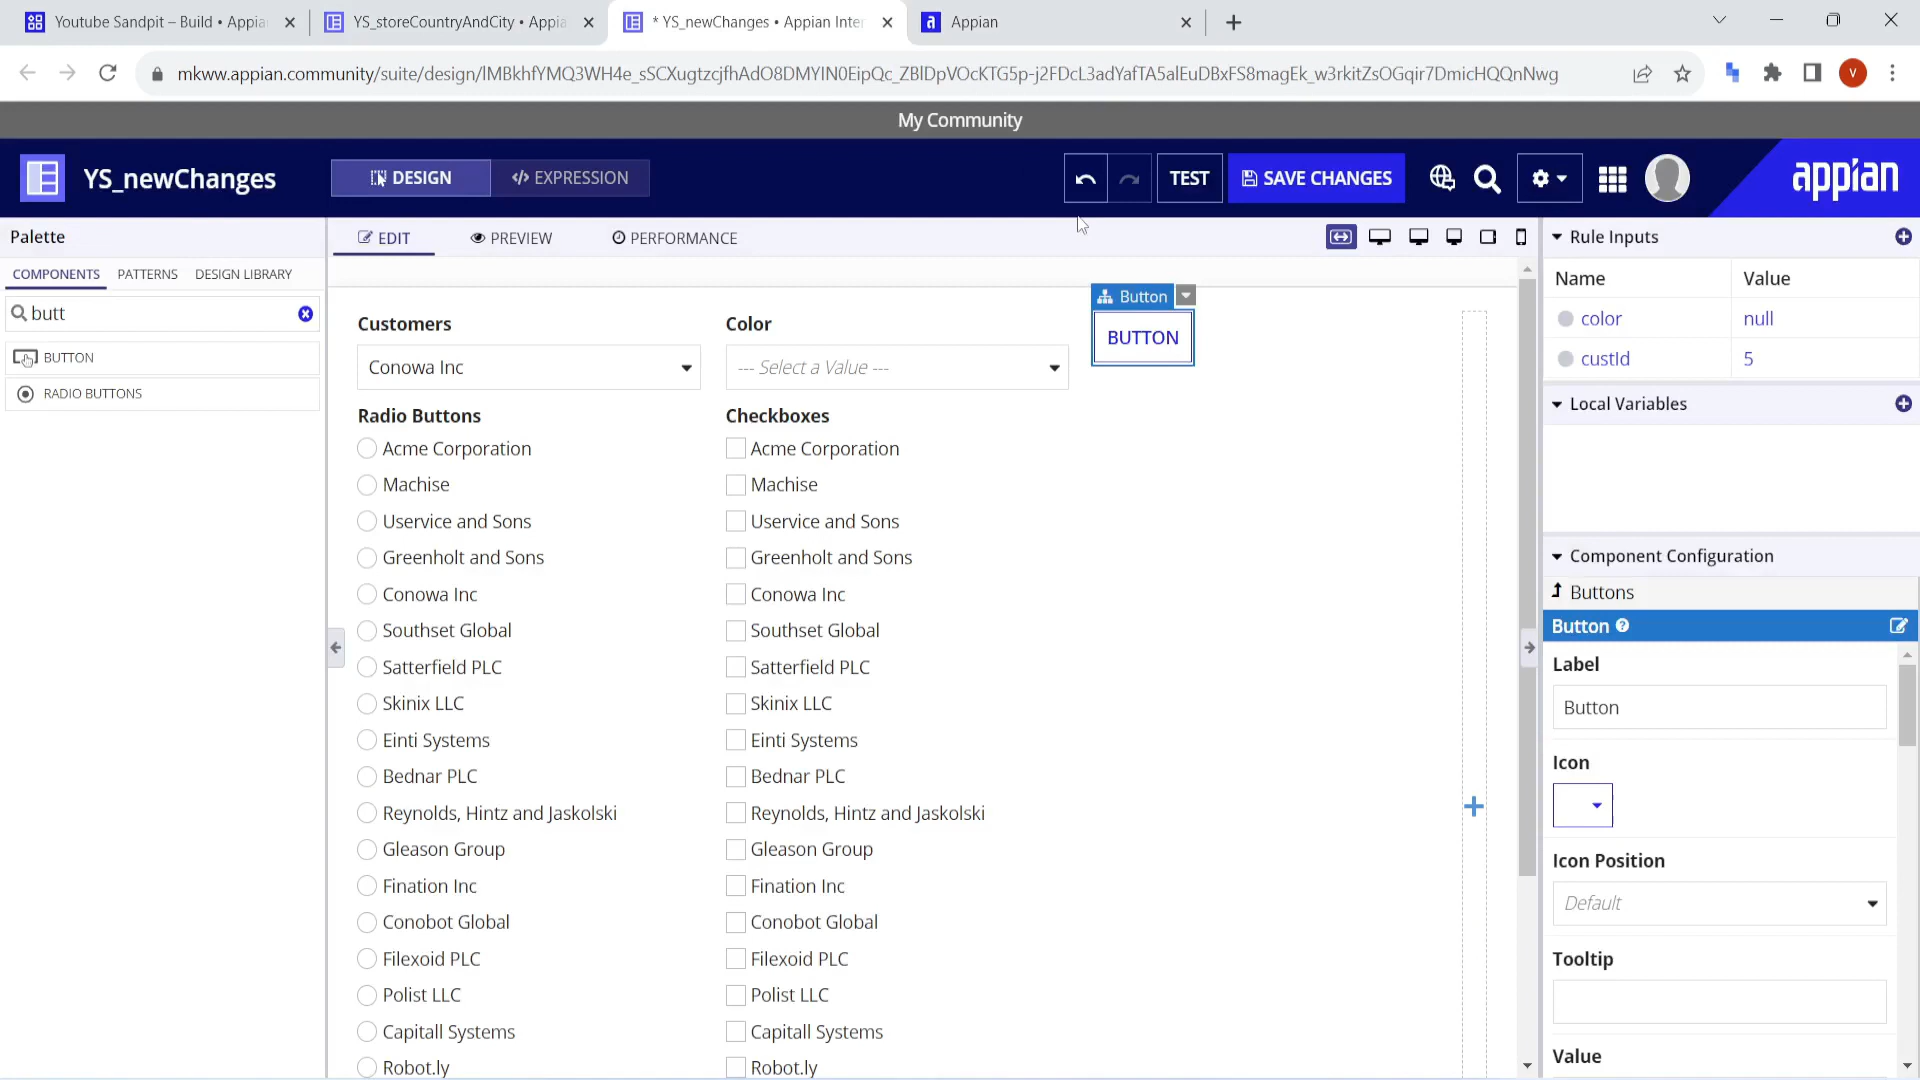 Youtube Sandpit – Build • Appia
YS_storeCountryAndCity • Appia
* YS_newChanges • Appian Inter
a Appian
mkww.appian.community/suite/design/lMBkhfYMQ3WH4e_sSCXugtzcjfhAdO8DMYIN0EipQc_ZBlDpVOcKTG5p-j2FDcL3adYafTA5alEuDBxFS8magEk_w3rkitZsOGqir7DmicHQQnNwg
V
My Community
YS_newChanges
DESIGN
</> EXPRESSION
TEST
SAVE CHANGES
appian
Palette
EDIT
PREVIEW
PERFORMANCE
Rule Inputs
COMPONENTS
PATTERNS
DESIGN LIBRARY
Name
Value
butt
color
null
custId
5
BUTTON
RADIO BUTTONS
Customers
Color
Button
BUTTON
Conowa Inc
--- Select a Value ---
Local Variables
Radio Buttons
Checkboxes
Acme Corporation
Acme Corporation
Machise
Machise
Uservice and Sons
Uservice and Sons
Greenholt and Sons
Greenholt and Sons
Conowa Inc
Conowa Inc
Southset Global
Southset Global
Satterfield PLC
Satterfield PLC
Skinix LLC
Skinix LLC
Einti Systems
Einti Systems
Bednar PLC
Bednar PLC
Reynolds, Hintz and Jaskolski
Reynolds, Hintz and Jaskolski
Gleason Group
Gleason Group
Fination Inc
Fination Inc
Conobot Global
Conobot Global
Filexoid PLC
Filexoid PLC
Polist LLC
Polist LLC
Capitall Systems
Capitall Systems
Robot.ly
Robot.ly
Component Configuration
Buttons
Button
Label
Button
Icon
Icon Position
Default
Tooltip
Value